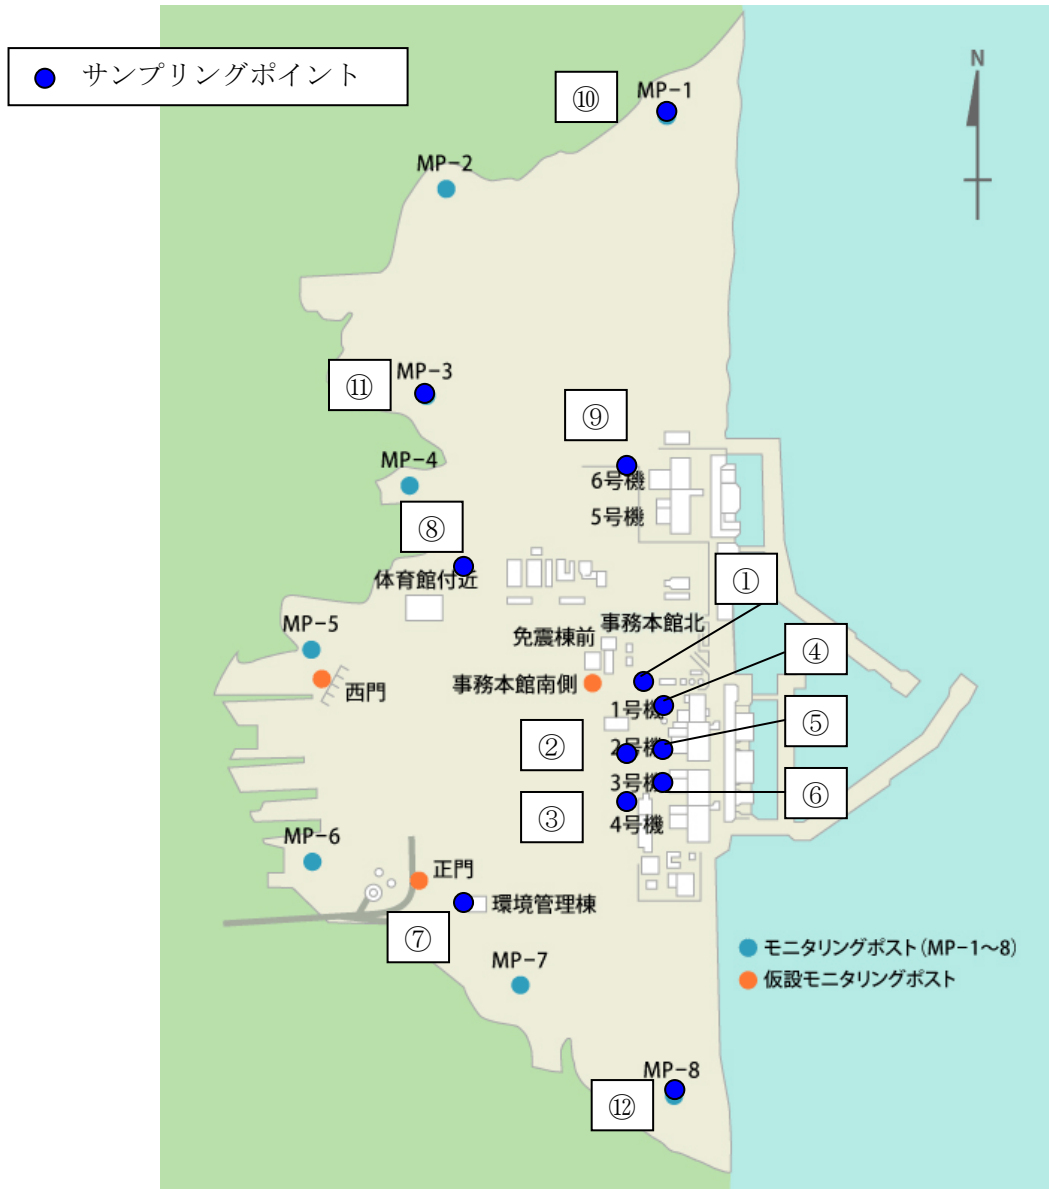 サンプリングポイント
N
⑩
MP-1
MP-2
⑪
MP-3
⑨
MP-4
6号機
5号機
⑧
体育館付近
①
MP-5
免震棟前
事務本館北
④
西門
事務本館南側
1号機
②
2号機
⑤
3号機
⑥
③
4号機
MP-6
正門
環境管理棟
⑦
MP-7
モニタリングポスト(MP-1〜8)
仮設モニタリングポスト
MP-8
⑫